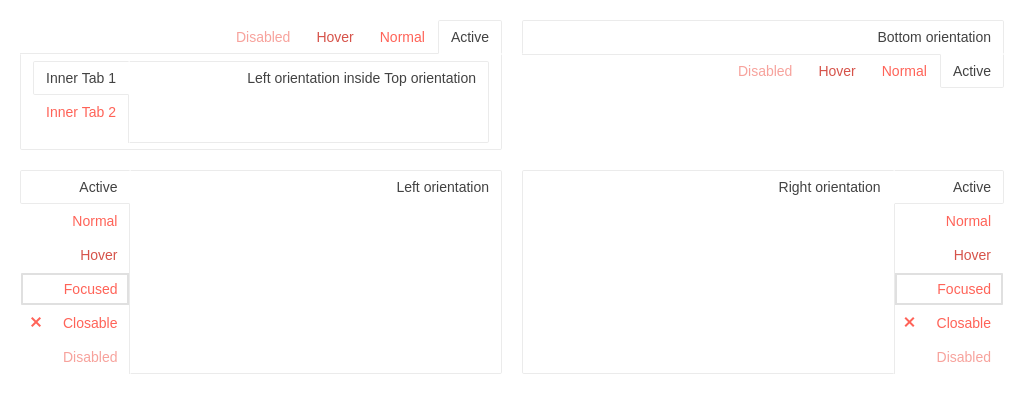 Disabled Hover Normal Active
Inner Tab 1 Left orientation inside Top orientation
Inner Tab 2
Bottom orientation
Disabled Hover Normal Active
Active Left orientation
Normal
Hover
Focused
✕ Closable
Disabled
Right orientation Active
Normal
Hover
Focused
✕ Closable
Disabled